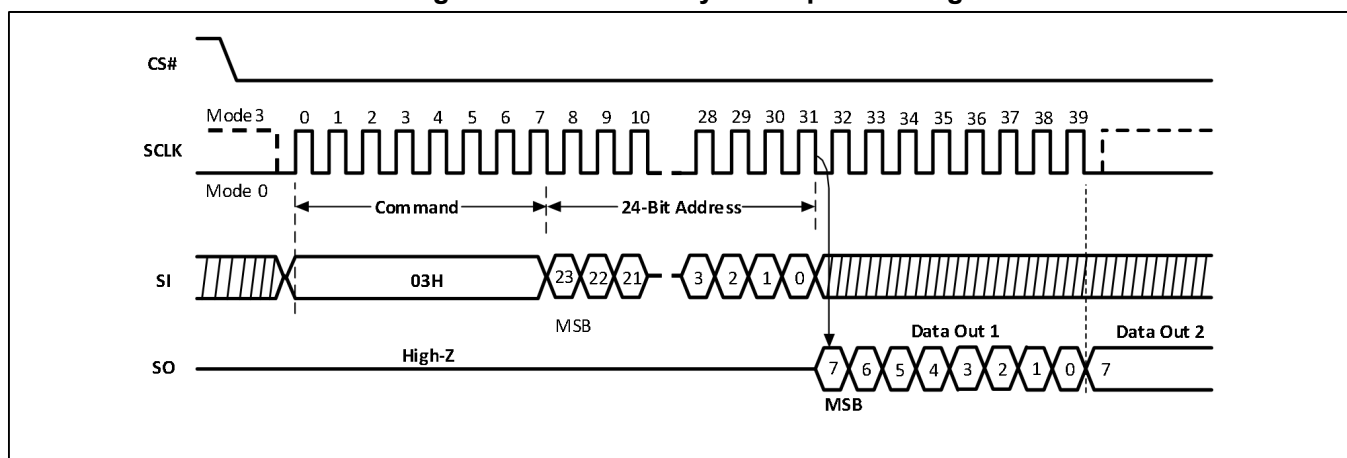 CS#
Mode 3
0 1 2 3 4 5 6 7 8 9 10 28 29 30 31 32 33 34 35 36 37 38 39
SCLK
Mode 0
Command
24-Bit Address
SI
03H
23 22 21 3 2 1 0
MSB
Data Out 1
Data Out 2
High-Z
SO
7 6 5 4 3 2 1 0 7
MSB